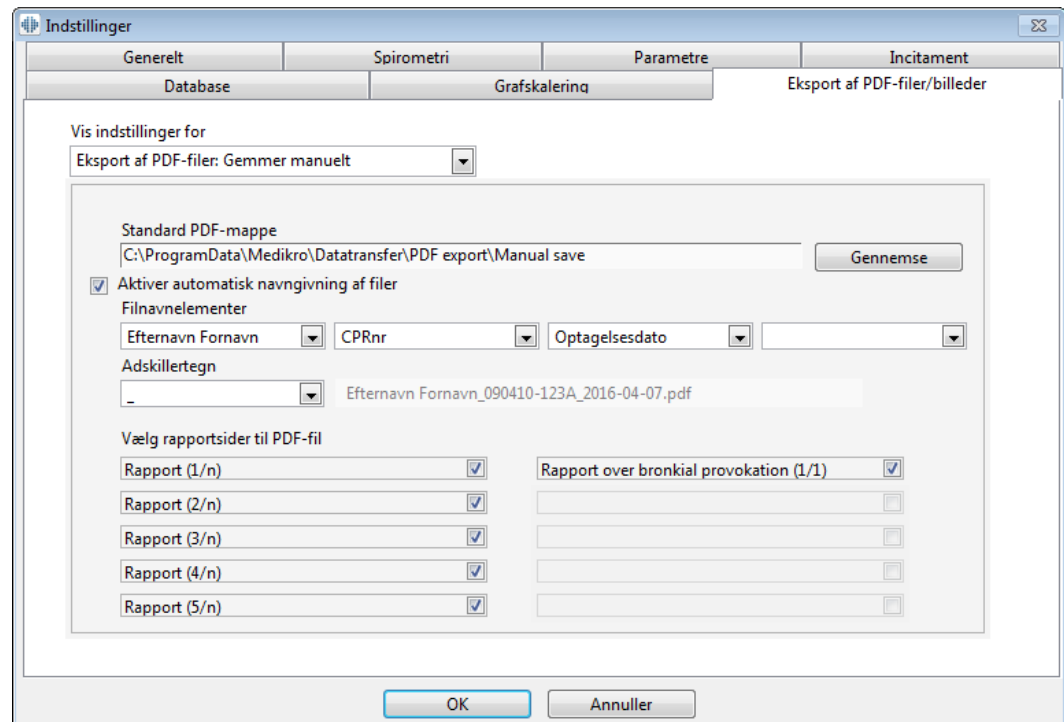 Indstillinger
Generelt Spirometri Parametre Incitament
Database Grafskalering Eksport af PDF-filer/billeder
Vis indstillinger for
Eksport af PDF-filer: Gemmer manuelt
Standard PDF-mappe
C:\ProgramData\Medikro\Datatransfer\PDF export\Manual save Gennemse
Aktiver automatisk navngivning af filer
Filnavnelementer
Efternavn Fornavn CPRnr Optagelsesdato
Adskillertegn
_ Efternavn Fornavn_090410-123A_2016-04-07.pdf
Vælg rapportsider til PDF-fil
Rapport (1/n) Rapport over bronkial provokation (1/1)
Rapport (2/n)
Rapport (3/n)
Rapport (4/n)
Rapport (5/n)
OK Annuller